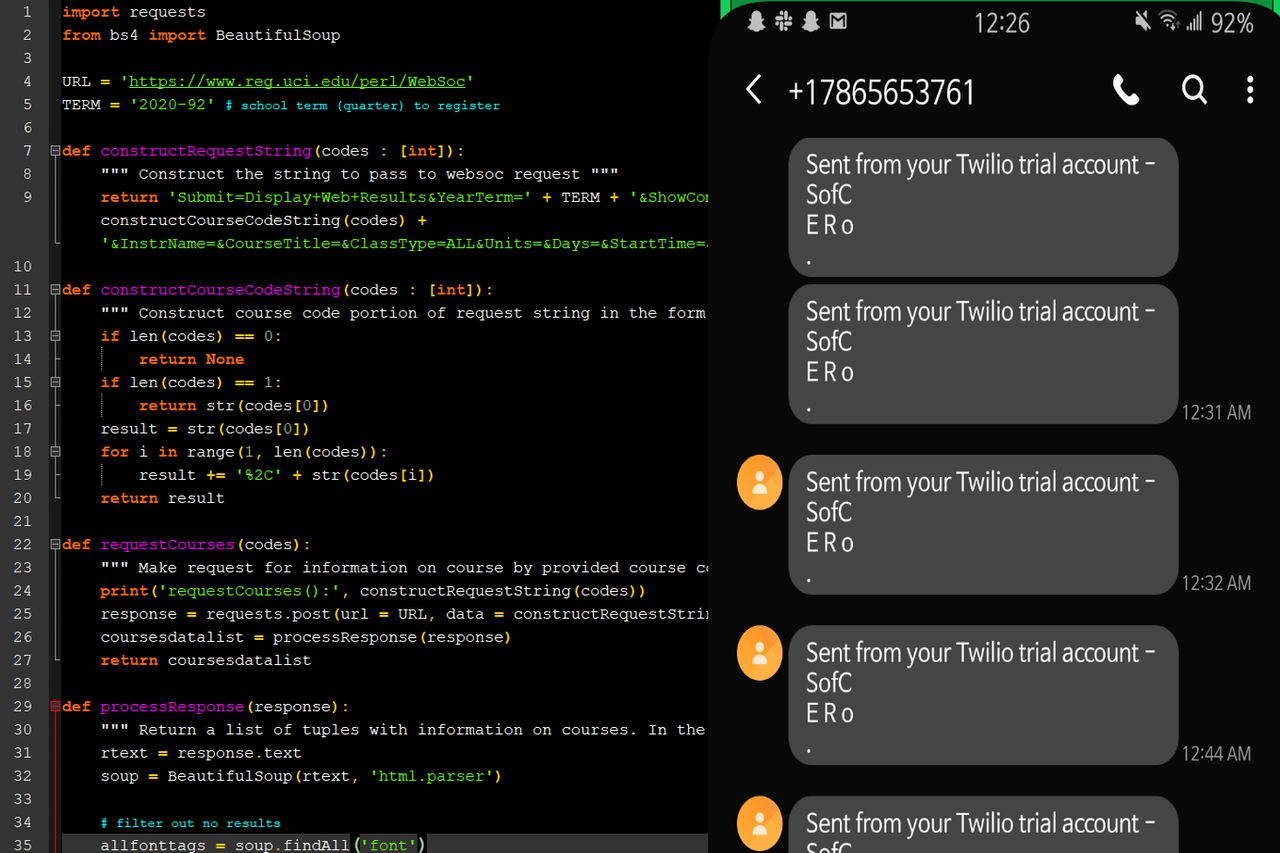 1 import requests
2 from bs4 import BeautifulSoup
3
4 URL = 'https://www.reg.uci.edu/perl/WebSoc'
5 TERM = '2020-92' # school term (quarter) to register
6
7 def constructRequestString(codes : [int]):
8 """ Construct the string to pass to websoc request """
9 return 'Submit=Display+Web+Results&YearTerm=' + TERM + '&ShowCom
constructCourseCodeString(codes) +
'&InstrName=&CourseTitle=&ClassType=ALL&Units=&Days=&StartTime=
10
11 def constructCourseCodeString(codes : [int]):
12 """ Construct course code portion of request string in the form
13 if len(codes) == 0:
14 return None
15 if len(codes) == 1:
16 return str(codes[0])
17 result = str(codes[0])
18 for i in range(1, len(codes)):
19 result += '%2C' + str(codes[i])
20 return result
21
22 def requestCourses(codes):
23 """ Make request for information on course by provided course
24 print('requestCourses():', constructRequestString(codes))
25 response = requests.post(url = URL, data = constructRequestStrin
26 coursesdatalist = processResponse(response)
27 return coursesdatalist
28
29 def processResponse(response):
30 """ Return a list of tuples with information on courses. In the
31 rtext = response.text
32 soup = BeautifulSoup(rtext, 'html.parser')
33
34 # filter out no results
35 allfonttags = soup.findAll('font')
12:26 92%
+17865653761
Sent from your Twilio trial account -
SofC
E R o
.
Sent from your Twilio trial account -
SofC
E R o
.
12:31 AM
Sent from your Twilio trial account -
SofC
E R o
.
12:32 AM
Sent from your Twilio trial account -
SofC
E R o
.
12:44 AM
Sent from your Twilio trial account -
SofC